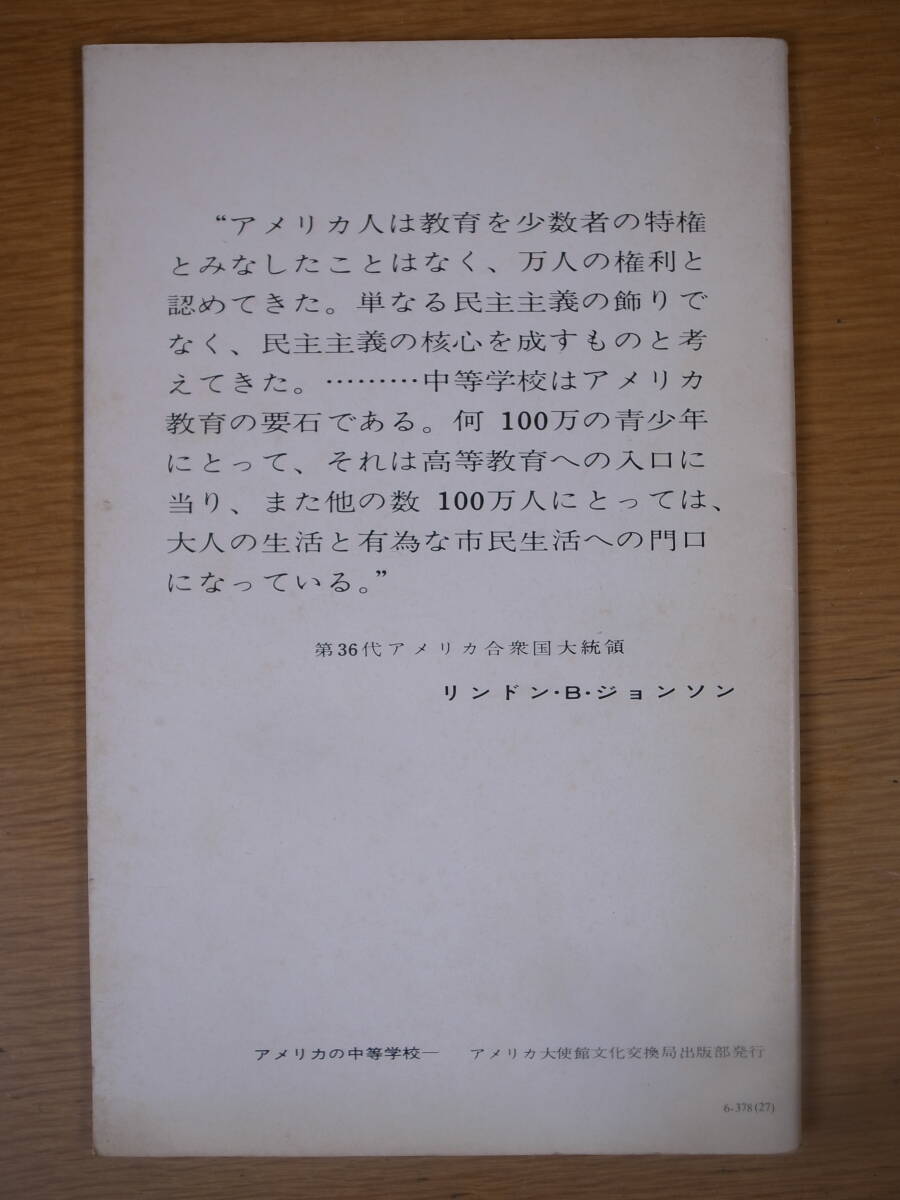 “アメリカ人は教育を少数者の特権
とみなしたことはなく、万人の権利と
認めてきた。単なる民主主義の飾りで
なく、民主主義の核心を成すものと考
えてきた。………中等学校はアメリカ
教育の要石である。何 100万の青少年
にとって、それは高等教育への入口に
当り、また他の数 100万人にとっては、
大人の生活と有為な市民生活への門口
になっている。”
第36代アメリカ合衆国大統領
リンドン・B・ジョンソン
アメリカの中等学校— アメリカ大使館文化交換局出版部発行
6-378(27)